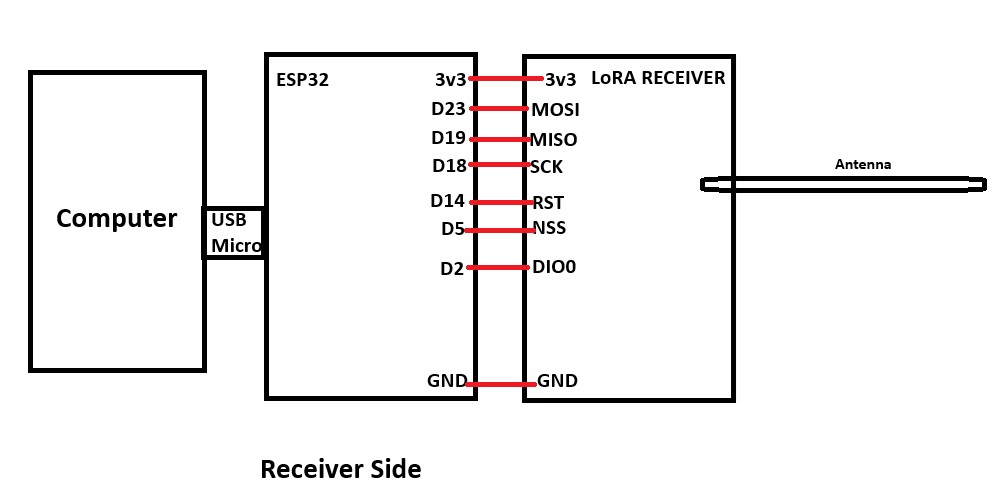 Computer
USB
Micro
ESP32
3v3
D23
D19
D18
D14
D5
D2
GND
LoRA RECEIVER
3v3
MOSI
MISO
SCK
RST
NSS
DIO0
GND
Antenna
Receiver Side